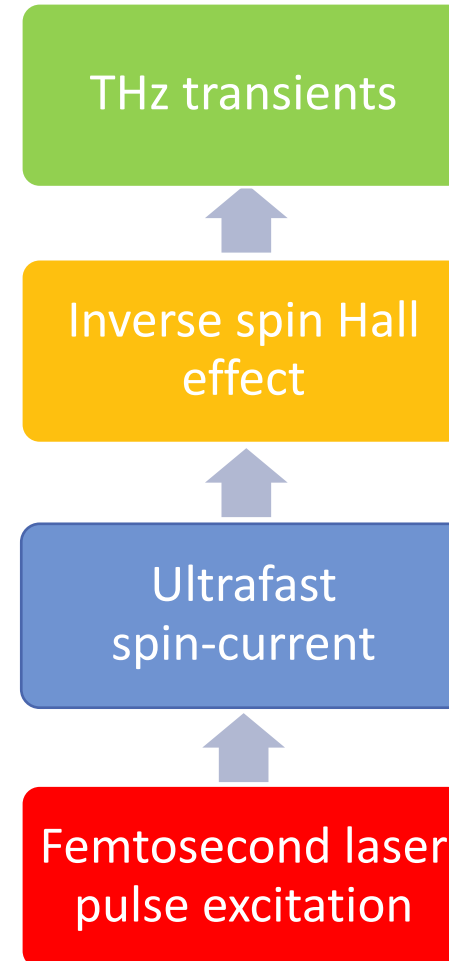 THz transients
Inverse spin Hall
effect
Ultrafast
spin-current
Femtosecond laser
pulse excitation